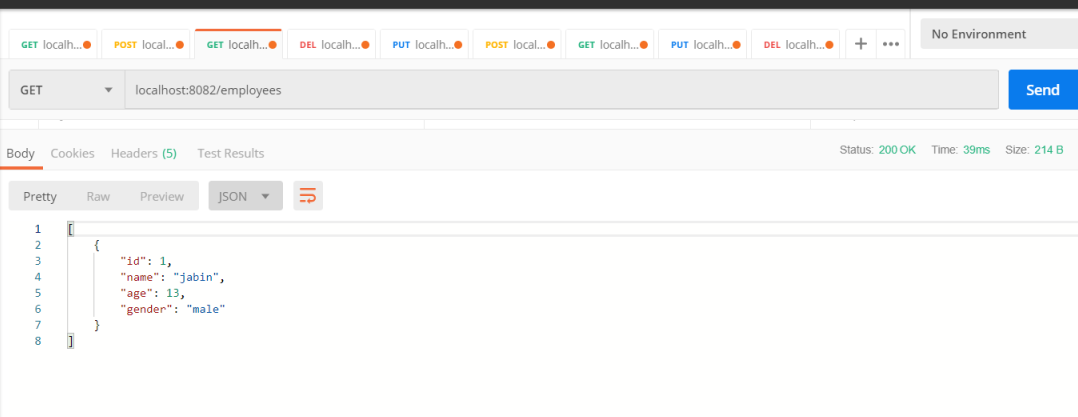 GET localh... POST local... GET localh... DEL localh... PUT localh... POST local... GET localh... PUT localh... DEL localh... + ••• No Environment
GET localhost:8082/employees Send
Body Cookies Headers (5) Test Results Status: 200 OK Time: 39ms Size: 214 B
Pretty Raw Preview JSON
1 [
2 {
3 "id": 1,
4 "name": "jabin",
5 "age": 13,
6 "gender": "male"
7 }
8 ]